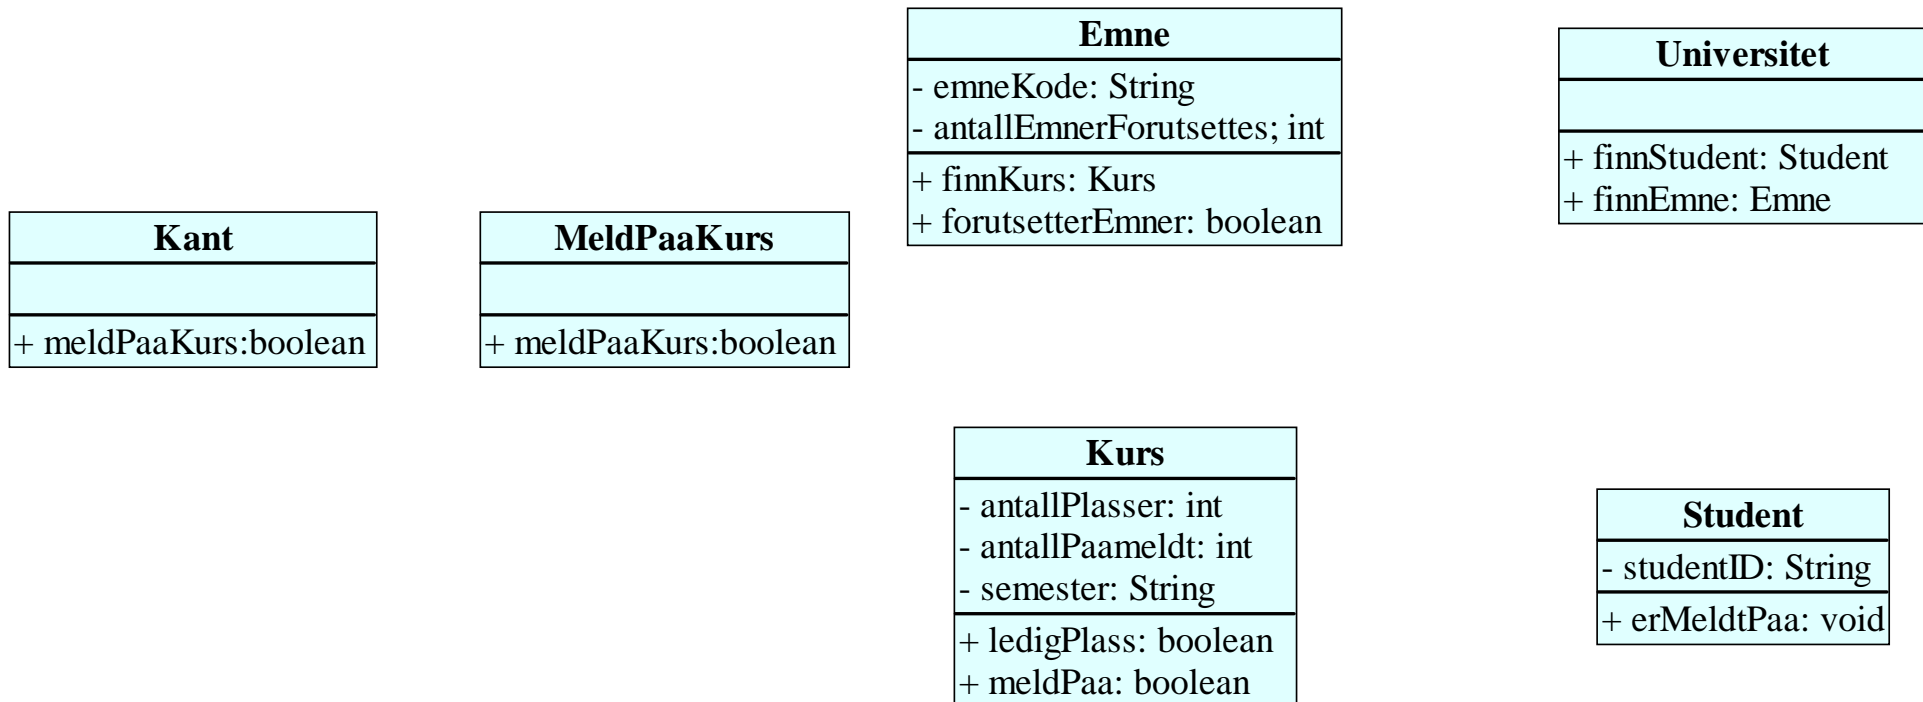 Emne
- emneKode: String
- antallEmnerForutsettes; int
+ finnKurs: Kurs
+ forutsetterEmner: boolean
Universitet
+ finnStudent: Student
+ finnEmne: Emne
Kant
+ meldPaaKurs:boolean
MeldPaaKurs
+ meldPaaKurs:boolean
Kurs
- antallPlasser: int
- antallPaameldt: int
- semester: String
+ ledigPlass: boolean
+ meldPaa: boolean
Student
- studentID: String
+ erMeldtPaa: void